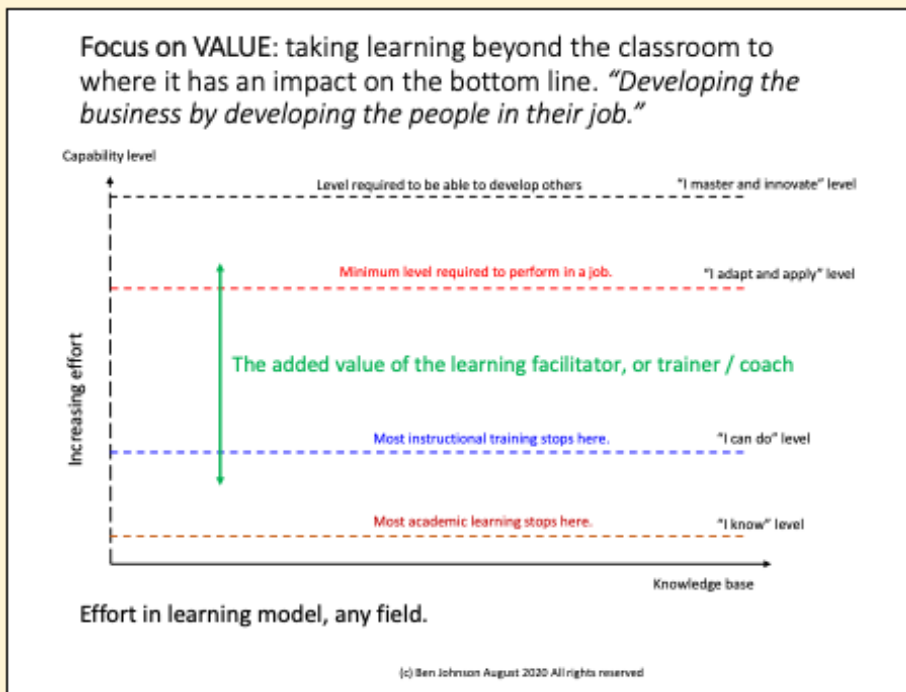 Focus on VALUE: taking learning beyond the classroom to
where it has an impact on the bottom line. “Developing the
business by developing the people in their job.”
Capability level
Level required to be able to develop others
“I master and innovate” level
Minimum level required to perform in a job.
“I adapt and apply” level
Increasing effort
The added value of the learning facilitator, or trainer / coach
Most instructional training stops here.
“I can do” level
Most academic learning stops here.
“I know” level
Knowledge base
Effort in learning model, any field.
(c) Ben Johnson August 2020 All rights reserved